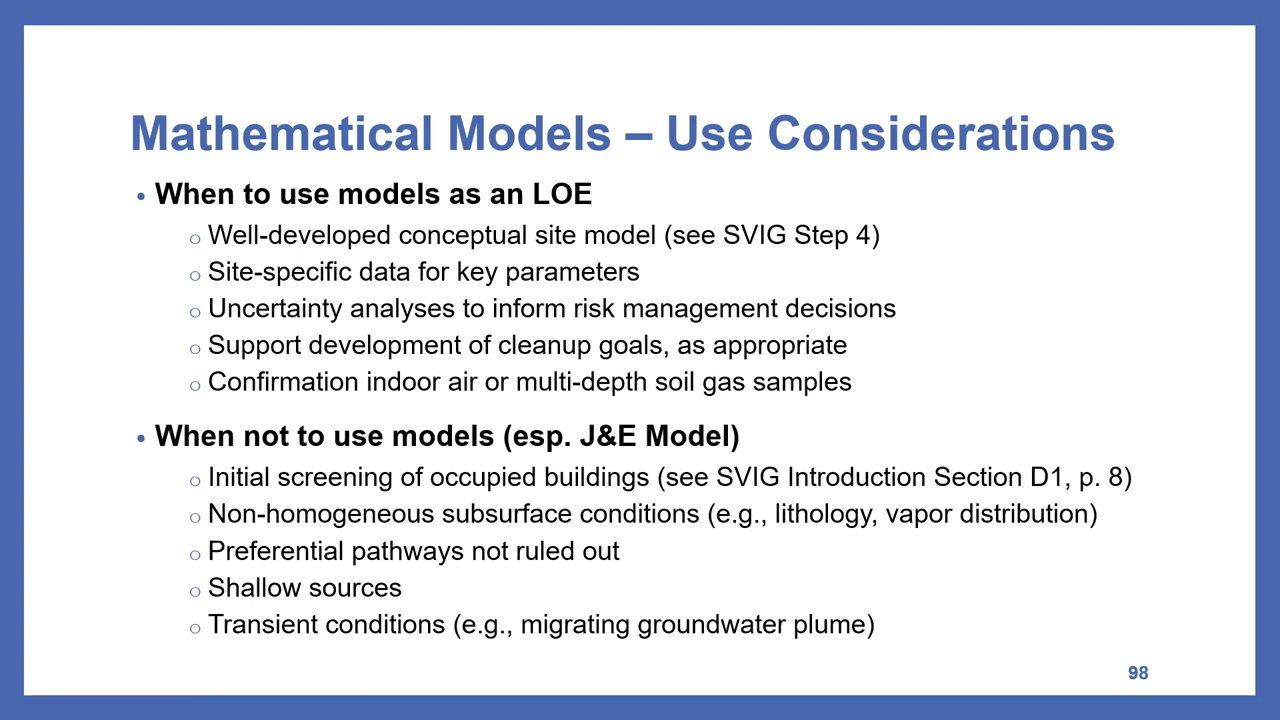 Mathematical Models – Use Considerations
• When to use models as an LOE
o Well-developed conceptual site model (see SVIG Step 4)
o Site-specific data for key parameters
o Uncertainty analyses to inform risk management decisions
o Support development of cleanup goals, as appropriate
o Confirmation indoor air or multi-depth soil gas samples
• When not to use models (esp. J&E Model)
o Initial screening of occupied buildings (see SVIG Introduction Section D1, p. 8)
o Non-homogeneous subsurface conditions (e.g., lithology, vapor distribution)
o Preferential pathways not ruled out
o Shallow sources
o Transient conditions (e.g., migrating groundwater plume)
98